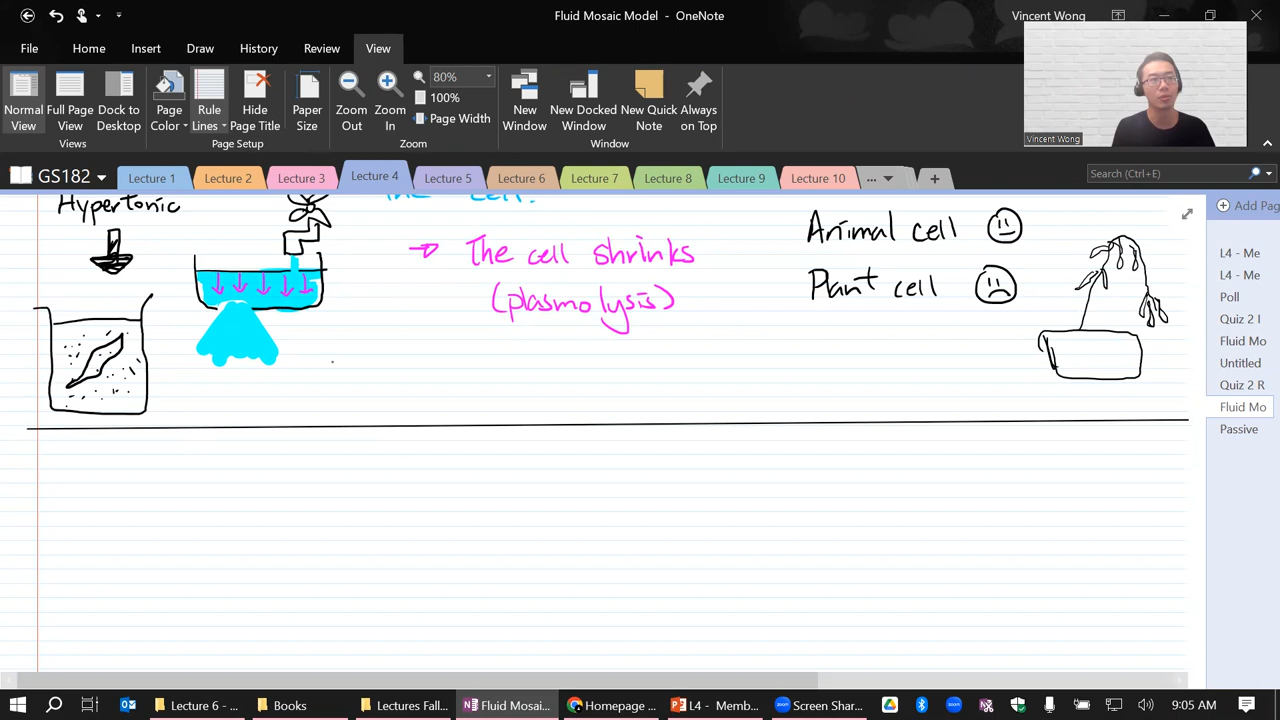 Fluid Mosaic Model - OneNote
Vincent Wong
File Home Insert Draw History Review View
Normal View
Full Page View
Dock to Desktop
Views
Page Color
Rule Lines
Hide Page Title
Page Setup
Paper Size
Zoom Out
Zoom In
80%
100%
Page Width
Zoom
New Window
New Docked Window
New Quick Note
Always on Top
Window
Vincent Wong
GS182
Lecture 1
Lecture 2
Lecture 3
Lecture 4
Lecture 5
Lecture 6
Lecture 7
Lecture 8
Lecture 9
Lecture 10
...
Search (Ctrl+E)
Add Pag
L4 - Me
L4 - Me
Poll
Quiz 2 I
Fluid Mo
Untitled
Quiz 2 R
Fluid Mo
Passive
Hypertonic
the cell.
→ The cell shrinks
(plasmolysis)
Animal cell
Plant cell
Lecture 6 - ...
Books
Lectures Fall...
Fluid Mosaic...
Homepage ...
L4 - Memb...
Screen Shar...
9:05 AM